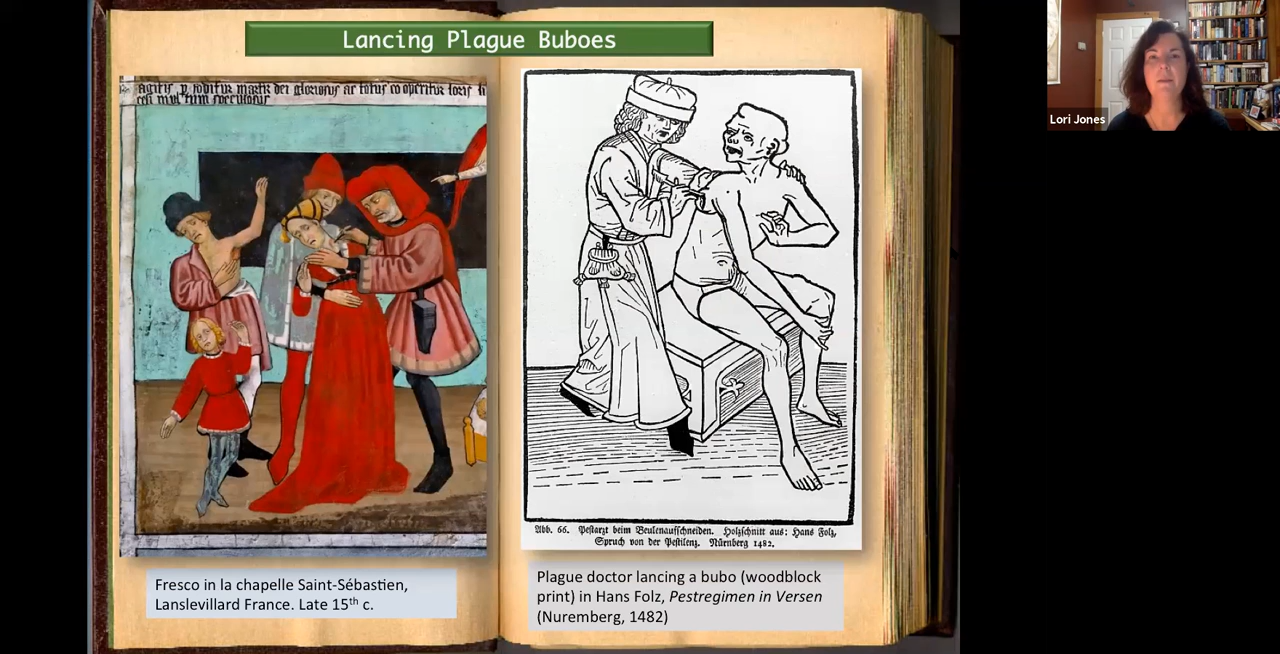 Lancing Plague Buboes
Lori Jones
Abb. 66. Pestarzt beim Beulenaufschneiden. Holzschnitt aus: Hans Folz,
Spruch von der Pestilenz. Nürnberg 1482.
Fresco in la chapelle Saint-Sébastien,
Lanslevillard France. Late 15th c.
Plague doctor lancing a bubo (woodblock
print) in Hans Folz, Pestregimen in Versen
(Nuremberg, 1482)